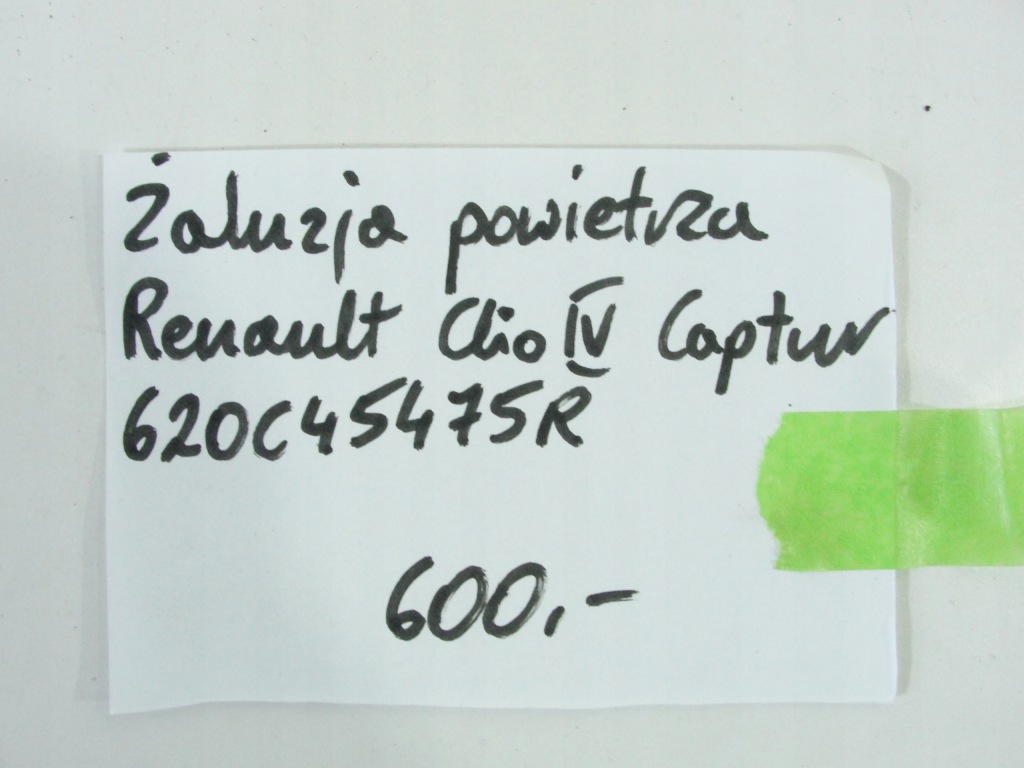 Żaluzja powietrza
Renault Clio IV Captur
620C45475R
600,-